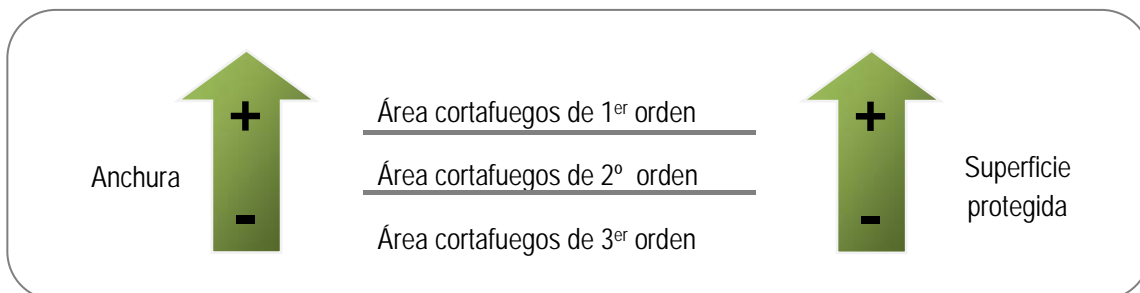 +
+
Área cortafuegos de 1er orden
Anchura
Área cortafuegos de 2º orden
Superficie
protegida
-
-
Área cortafuegos de 3er orden